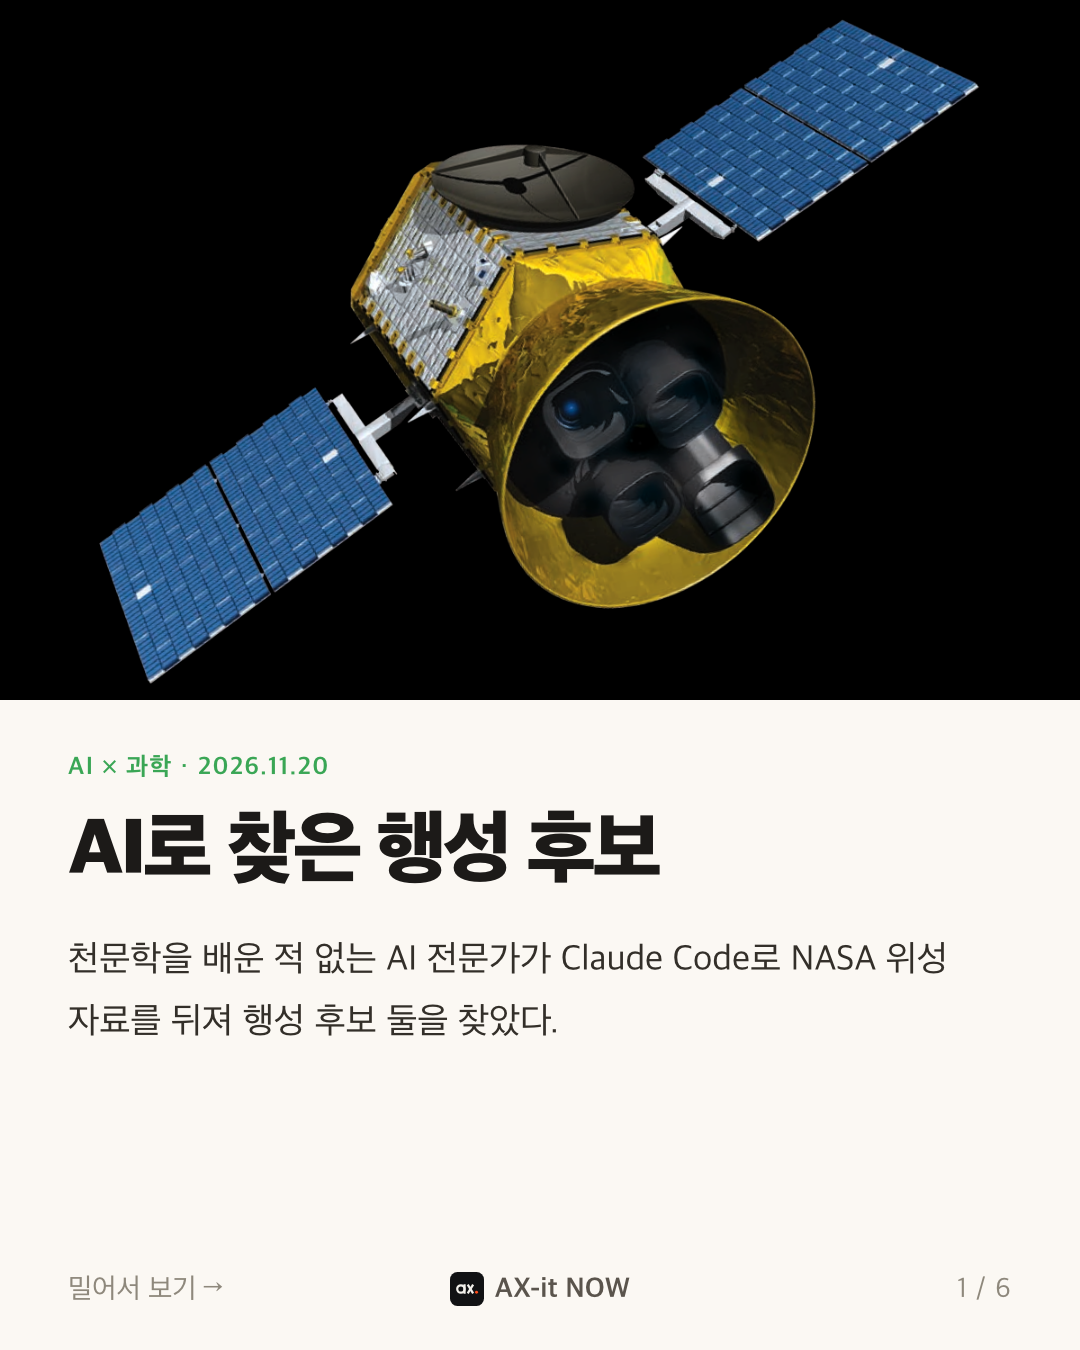 AI × 과학 · 2026.11.20
AI로 찾은 행성 후보
천문학을 배운 적 없는 AI 전문가가 Claude Code로 NASA 위성
자료를 뒤져 행성 후보 둘을 찾았다.
밀어서 보기 →
ax. AX-it NOW
1 / 6